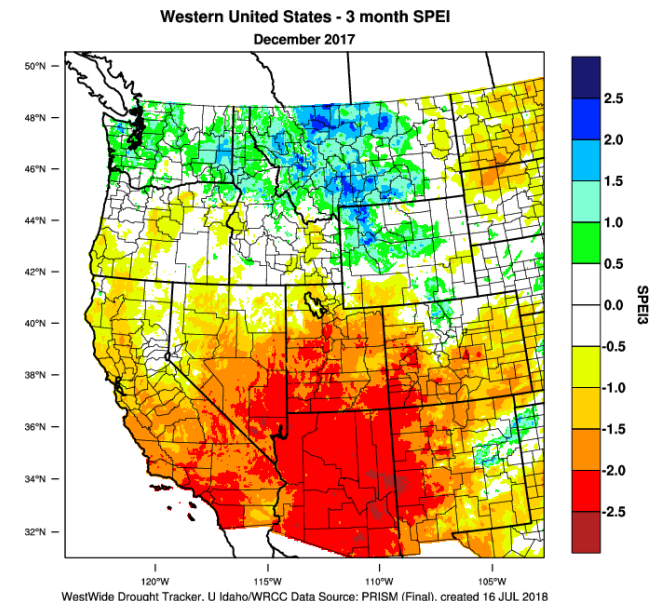 Western United States - 3 month SPEI
December 2017
50°N
48°N
46°N
44°N
42°N
40°N
38°N
36°N
34°N
32°N
120°W
115°W
110°W
105°W
2.5
2.0
1.5
1.0
0.5
0.0
-0.5
-1.0
-1.5
-2.0
-2.5
SPEI3
WestWide Drought Tracker, U Idaho/WRCC Data Source: PRISM (Final), created 16 JUL 2018